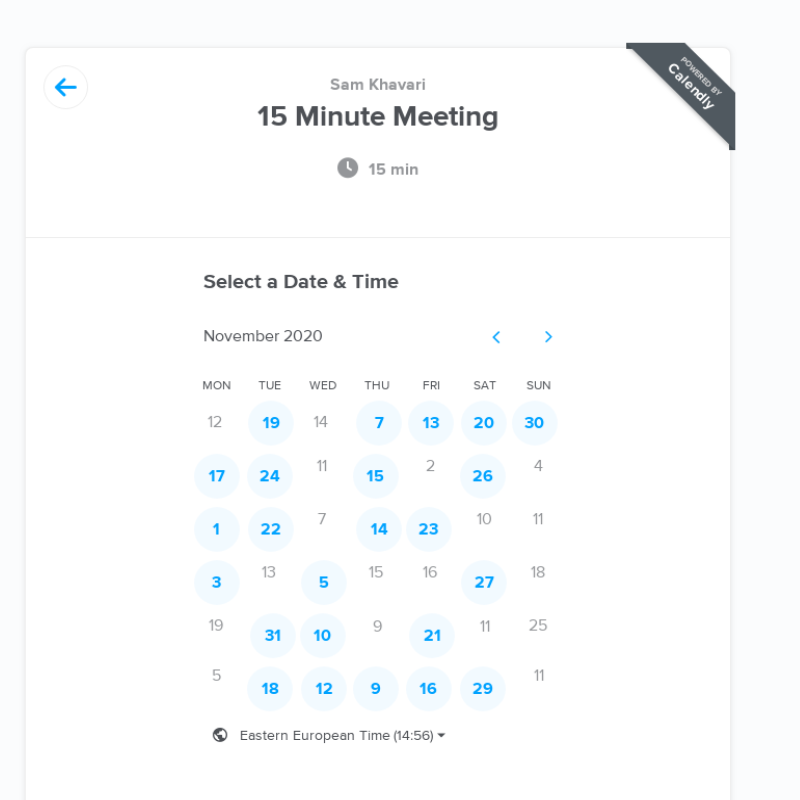 Sam Khavari
15 Minute Meeting
15 min
POWERED BY
Calendly
Select a Date & Time
November 2020
MON TUE WED THU FRI SAT SUN
12 19 14 7 13 20 30
17 24 11 15 2 26 4
1 22 7 14 23 10 11
3 13 5 15 16 27 18
19 31 10 9 21 11 25
5 18 12 9 16 29 11
Eastern European Time (14:56)